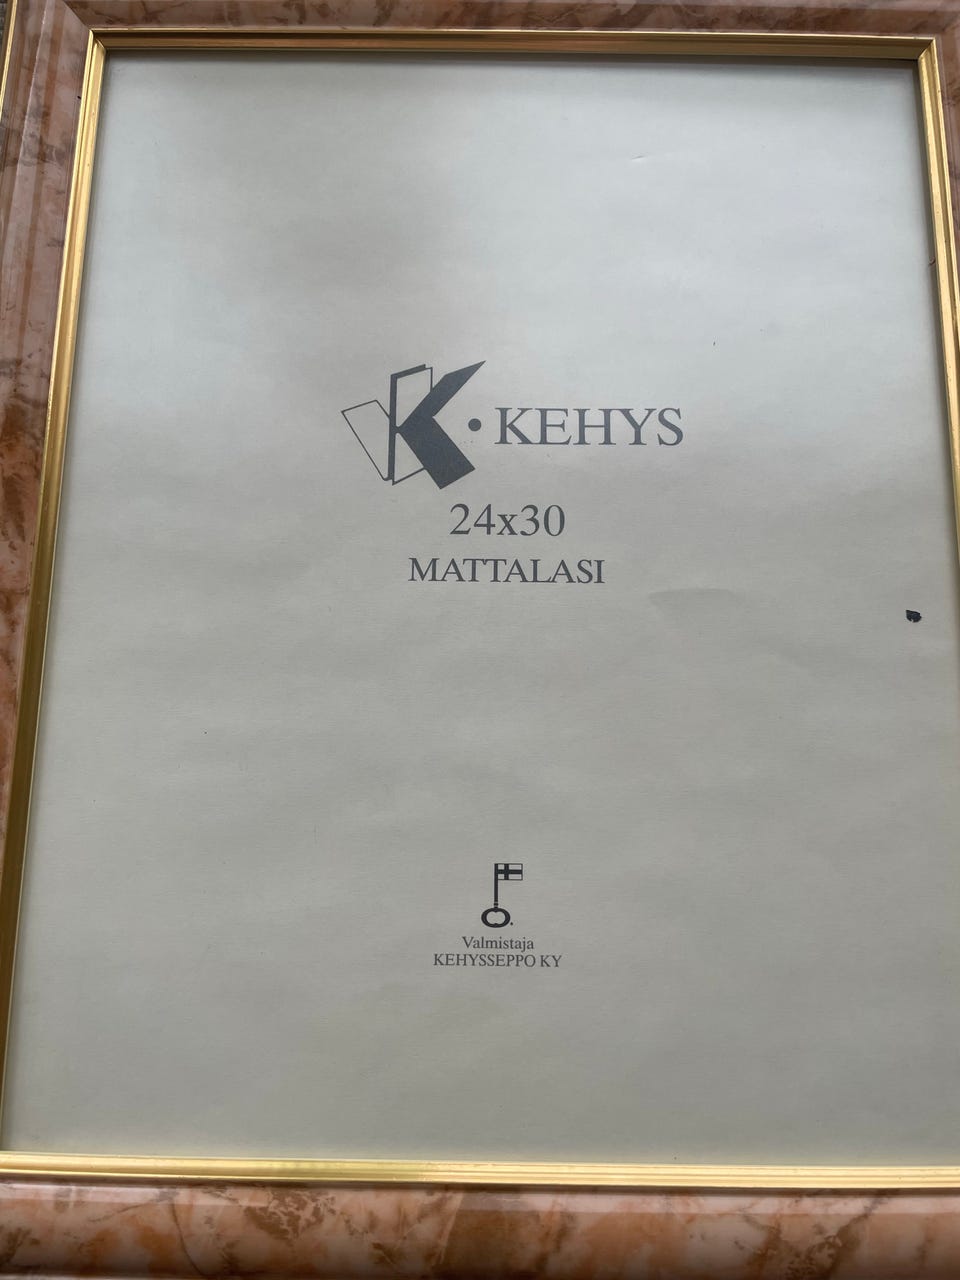 K • KEHYS
24x30
MATTALASI
Valmistaja
KEHYSSEPPO KY